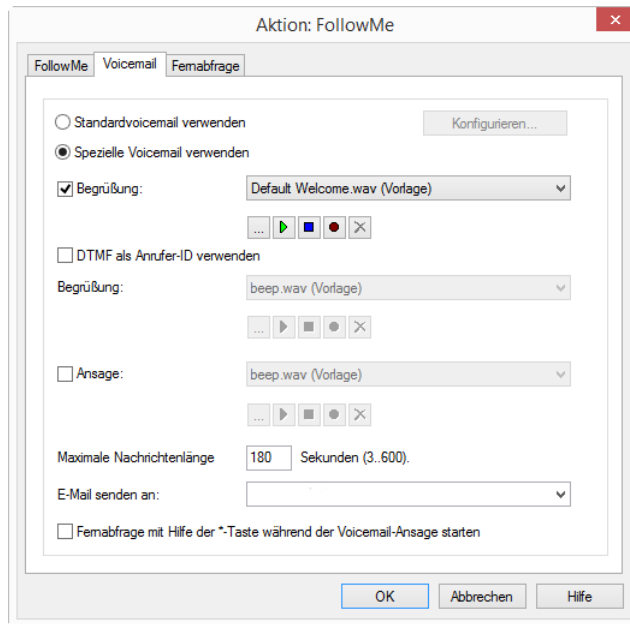 Aktion: FollowMe
FollowMe Voicemail Fernabfrage
Standardvoicemail verwenden Konfigurieren...
Spezielle Voicemail verwenden
Begrüßung: Default Welcome.wav (Vorlage)
...
DTMF als Anrufer-ID verwenden
Begrüßung: beep.wav (Vorlage)
...
Ansage: beep.wav (Vorlage)
...
Maximale Nachrichtenlänge 180 Sekunden (3..600).
E-Mail senden an:
Fernabfrage mit Hilfe der *-Taste während der Voicemail-Ansage starten
OK Abbrechen Hilfe